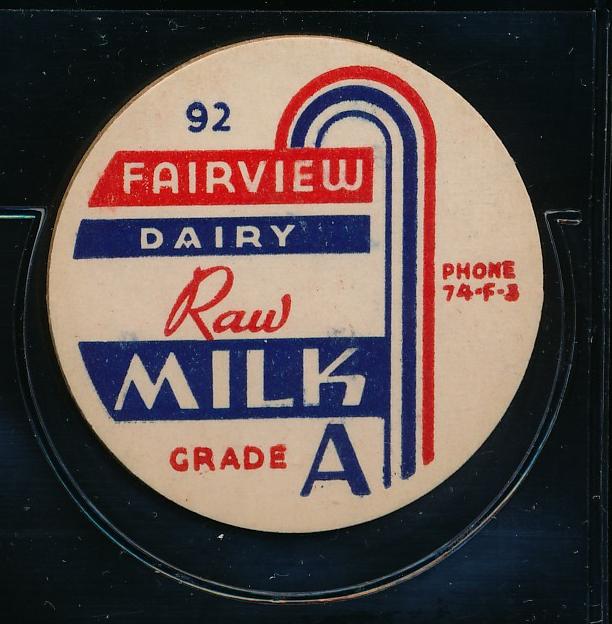 92
FAIRVIEW
DAIRY
Raw
MILK
GRADE A
PHONE
74-F-3